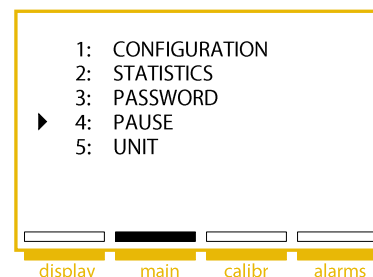 1: CONFIGURATION
2: STATISTICS
3: PASSWORD
4: PAUSE
5: UNIT
display main calibr alarms